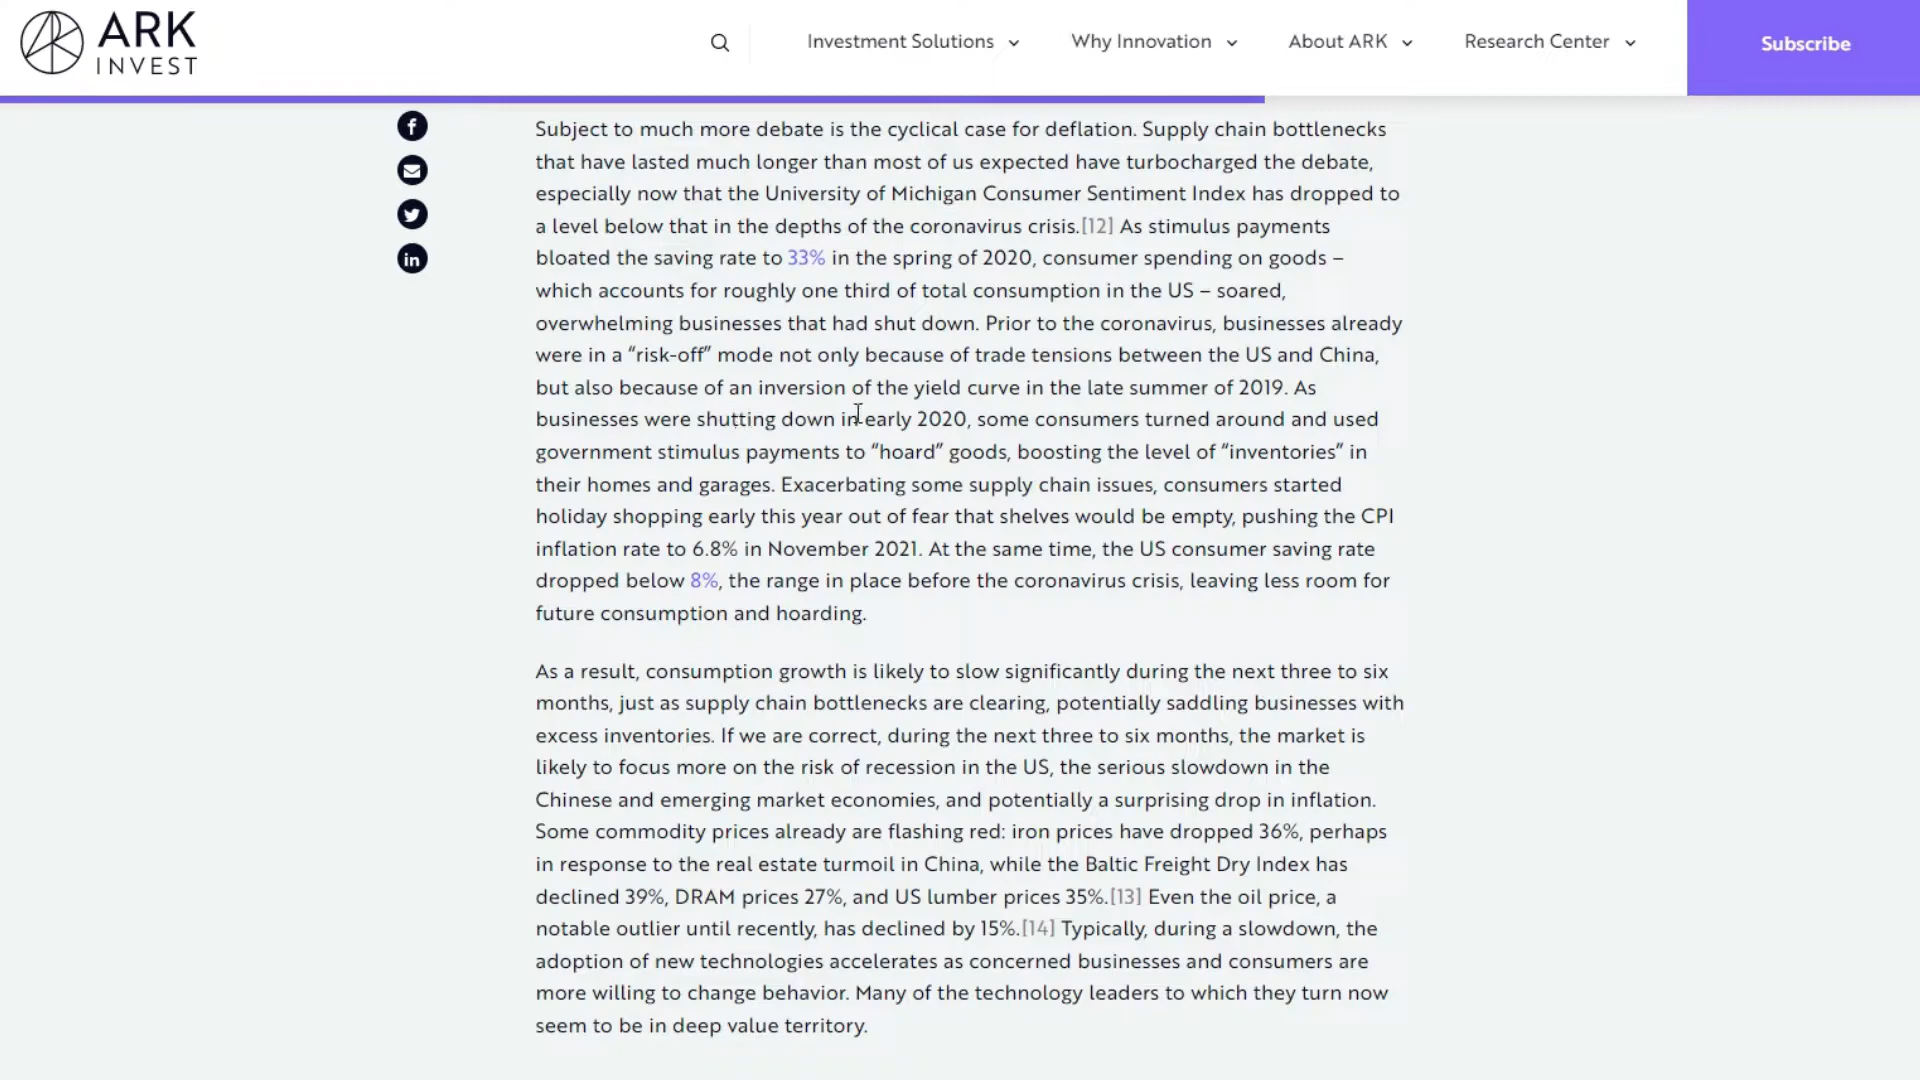 ARK
INVEST
Investment Solutions
Why Innovation
About ARK
Research Center
Subscribe
Subject to much more debate is the cyclical case for deflation. Supply chain bottlenecks
that have lasted much longer than most of us expected have turbocharged the debate,
especially now that the University of Michigan Consumer Sentiment Index has dropped to
a level below that in the depths of the coronavirus crisis.[12] As stimulus payments
bloated the saving rate to 33% in the spring of 2020, consumer spending on goods –
which accounts for roughly one third of total consumption in the US – soared,
overwhelming businesses that had shut down. Prior to the coronavirus, businesses already
were in a “risk-off” mode not only because of trade tensions between the US and China,
but also because of an inversion of the yield curve in the late summer of 2019. As
businesses were shutting down in early 2020, some consumers turned around and used
government stimulus payments to “hoard” goods, boosting the level of “inventories” in
their homes and garages. Exacerbating some supply chain issues, consumers started
holiday shopping early this year out of fear that shelves would be empty, pushing the CPI
inflation rate to 6.8% in November 2021. At the same time, the US consumer saving rate
dropped below 8%, the range in place before the coronavirus crisis, leaving less room for
future consumption and hoarding.
As a result, consumption growth is likely to slow significantly during the next three to six
months, just as supply chain bottlenecks are clearing, potentially saddling businesses with
excess inventories. If we are correct, during the next three to six months, the market is
likely to focus more on the risk of recession in the US, the serious slowdown in the
Chinese and emerging market economies, and potentially a surprising drop in inflation.
Some commodity prices already are flashing red: iron prices have dropped 36%, perhaps
in response to the real estate turmoil in China, while the Baltic Freight Dry Index has
declined 39%, DRAM prices 27%, and US lumber prices 35%.[13] Even the oil price, a
notable outlier until recently, has declined by 15%.[14] Typically, during a slowdown, the
adoption of new technologies accelerates as concerned businesses and consumers are
more willing to change behavior. Many of the technology leaders to which they turn now
seem to be in deep value territory.